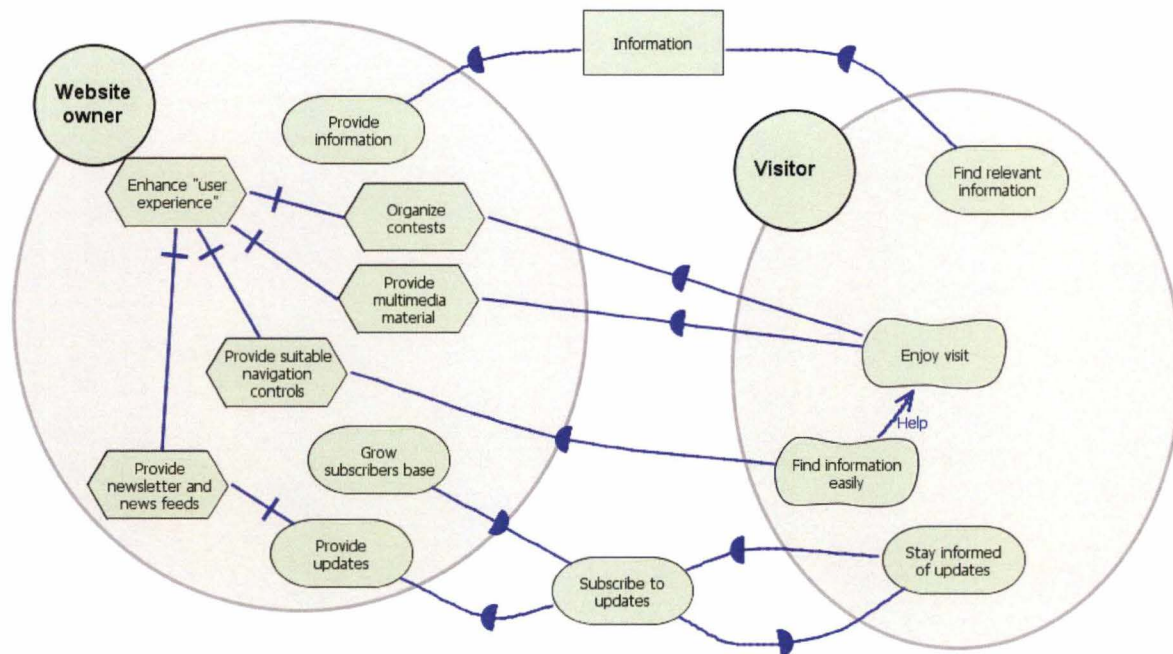 Information
Website
owner
Provide
information
Visitor
Find relevant
information
Enhance "user
experience"
Organize
contests
Provide
multimedia
material
Enjoy visit
Provide suitable
navigation
controls
Help
Grow
subscribers base
Find information
easily
Provide
newsletter and
news feeds
Provide
updates
Subscribe to
updates
Stay informed
of updates